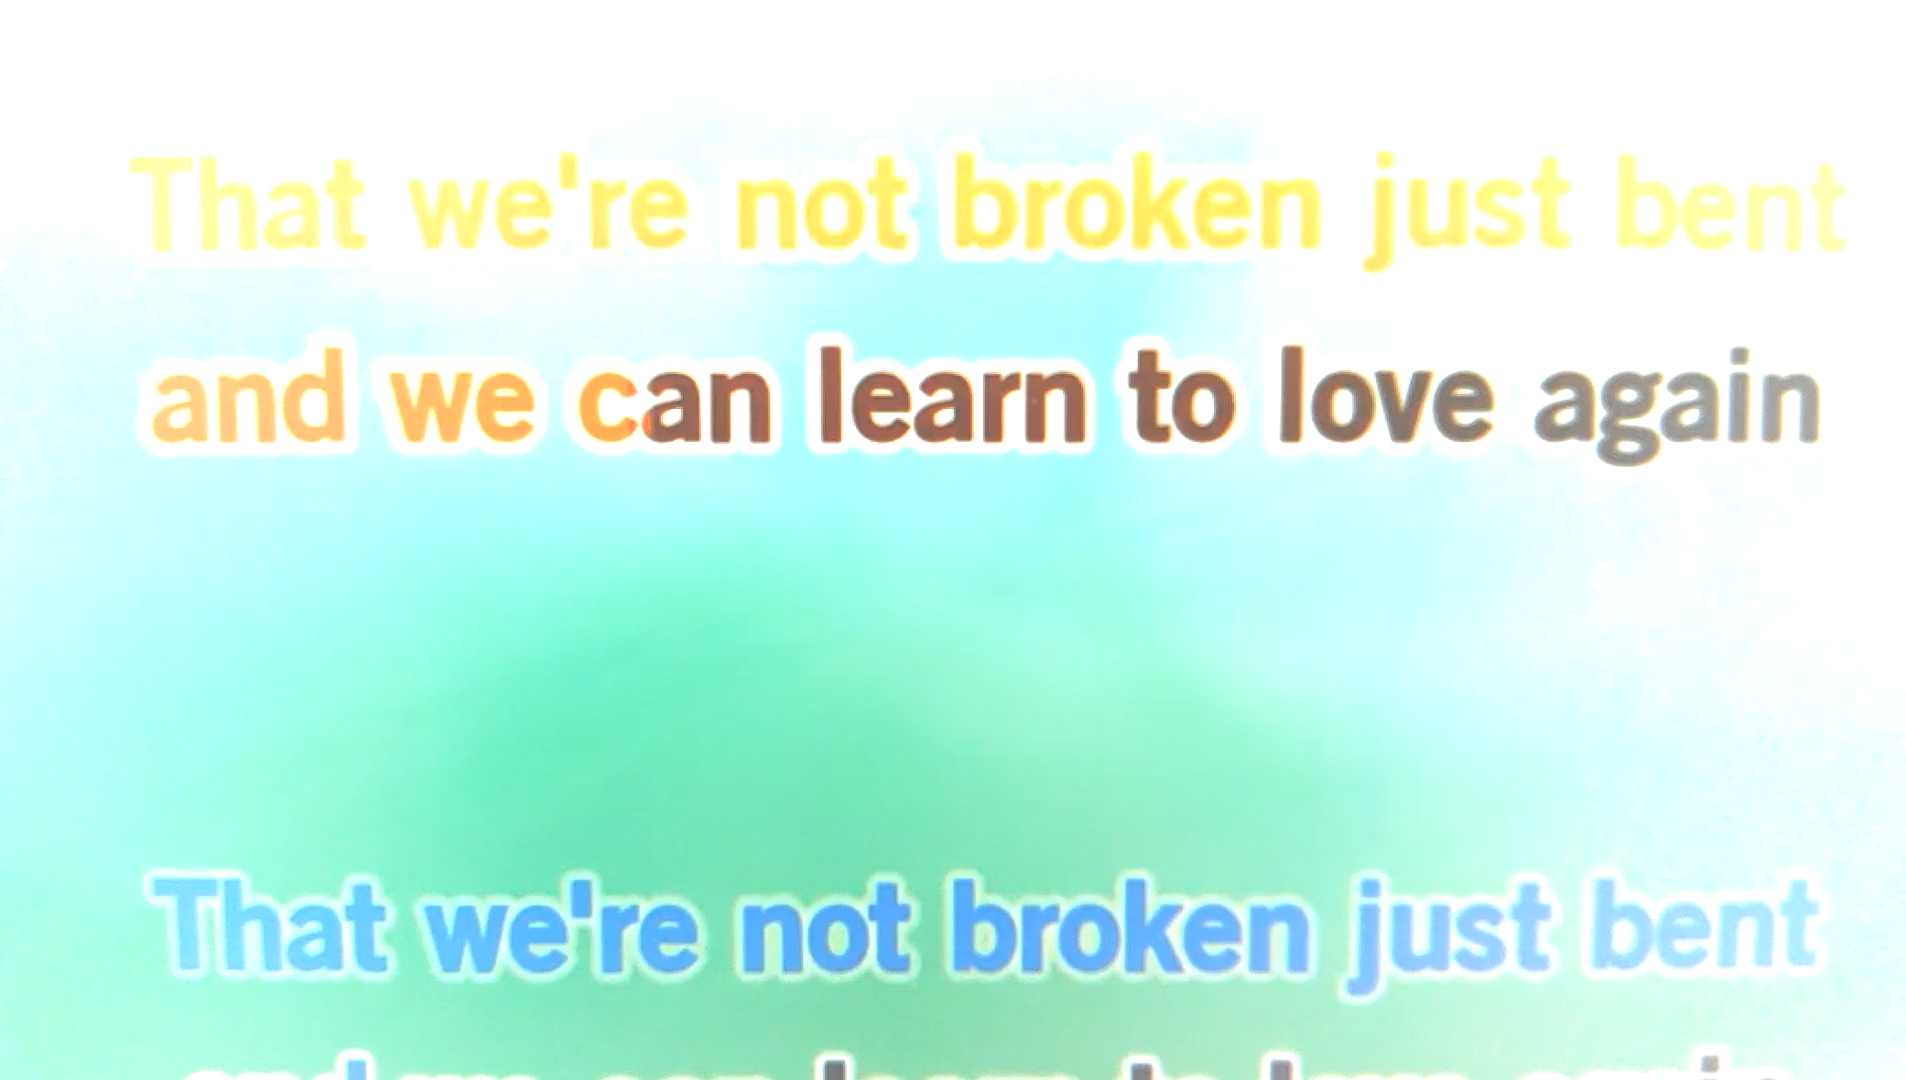 That we're not broken just bent
and we can learn to love again
That we're not broken just bent